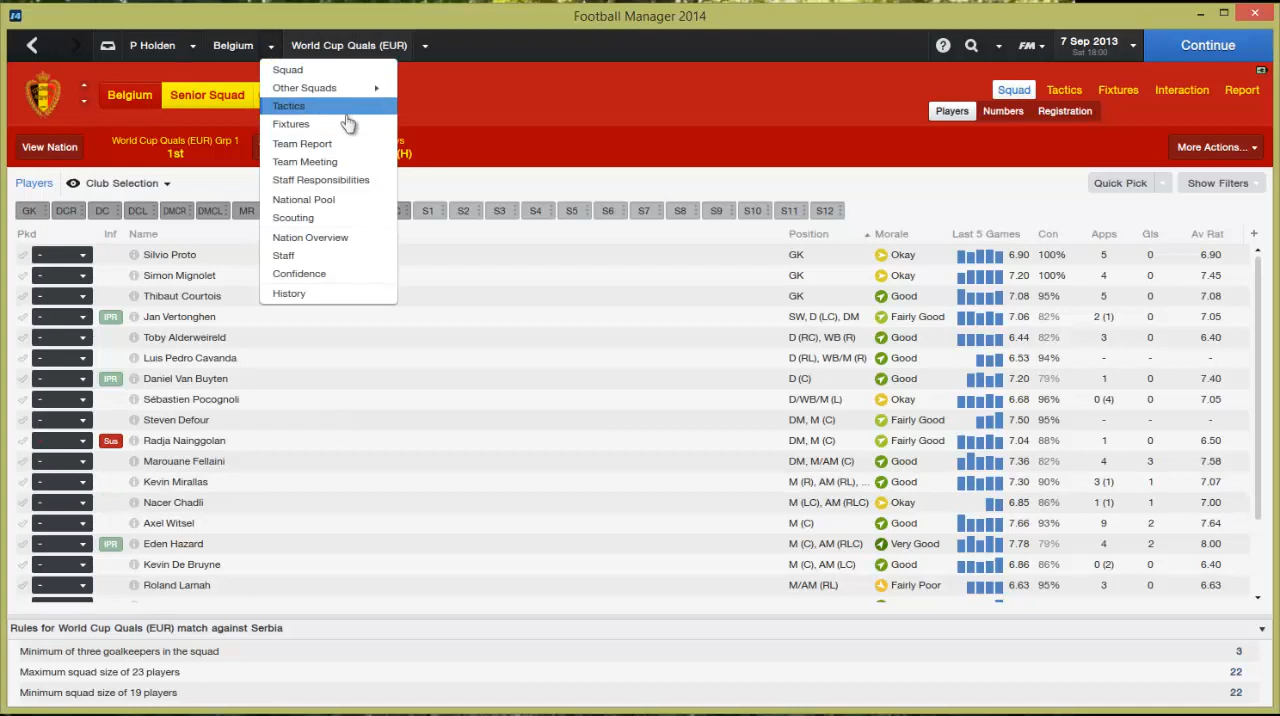 Football Manager 2014
P Holden
Belgium
World Cup Quals (EUR)
FM
7 Sep 2013
Sat 18:00
Continue
Squad
Other Squads
Tactics
Fixtures
Team Report
Team Meeting
Staff Responsibilities
National Pool
Scouting
Nation Overview
Staff
Confidence
History
Belgium
Senior Squad
Squad Tactics Fixtures Interaction Report
Players Numbers Registration
View Nation
World Cup Quals (EUR) Grp 1
1st
(H)
More Actions...
Players Club Selection
Quick Pick Show Filters
GK DCR DC DCL DMCR DMCL MR S1 S2 S3 S4 S5 S6 S7 S8 S9 S10 S11 S12
Pkd Inf Name Position Morale Last 5 Games Con Apps Gls Av Rat +
- Silvio Proto GK Okay 6.90 100% 5 0 6.90
- Simon Mignolet GK Okay 7.20 100% 4 0 7.45
- Thibaut Courtois GK Good 7.08 95% 5 0 7.08
- IPR Jan Vertonghen SW, D (LC), DM Fairly Good 7.06 82% 2 (1) 0 7.05
- Toby Alderweireld D (RC), WB (R) Good 6.44 82% 3 0 6.40
- Luis Pedro Cavanda D (RL), WB/M (R) Good 6.53 94% - - -
- IPR Daniel Van Buyten D (C) Good 7.20 79% 1 0 7.40
- Sébastien Pocognoli D/WB/M (L) Okay 6.68 96% 0 (4) 0 7.05
- Steven Defour DM, M (C) Fairly Good 7.50 95% - - -
- Sus Radja Nainggolan DM, M (C) Fairly Good 7.04 88% 1 0 6.50
- Marouane Fellaini DM, M/AM (C) Good 7.36 82% 4 3 7.58
- Kevin Mirallas M (R), AM (RL), ... Good 7.30 90% 3 (1) 1 7.07
- Nacer Chadli M (LC), AM (RLC) Okay 6.85 86% 1 (1) 1 7.00
- Axel Witsel M (C) Good 7.66 93% 9 2 7.64
- IPR Eden Hazard M (C), AM (RLC) Very Good 7.78 79% 4 2 8.00
- Kevin De Bruyne M (C), AM (LC) Good 6.86 86% 0 (2) 0 6.40
- Roland Lamah M/AM (RL) Fairly Poor 6.63 95% 3 0 6.63
Rules for World Cup Quals (EUR) match against Serbia
Minimum of three goalkeepers in the squad 3
Maximum squad size of 23 players 22
Minimum squad size of 19 players 22